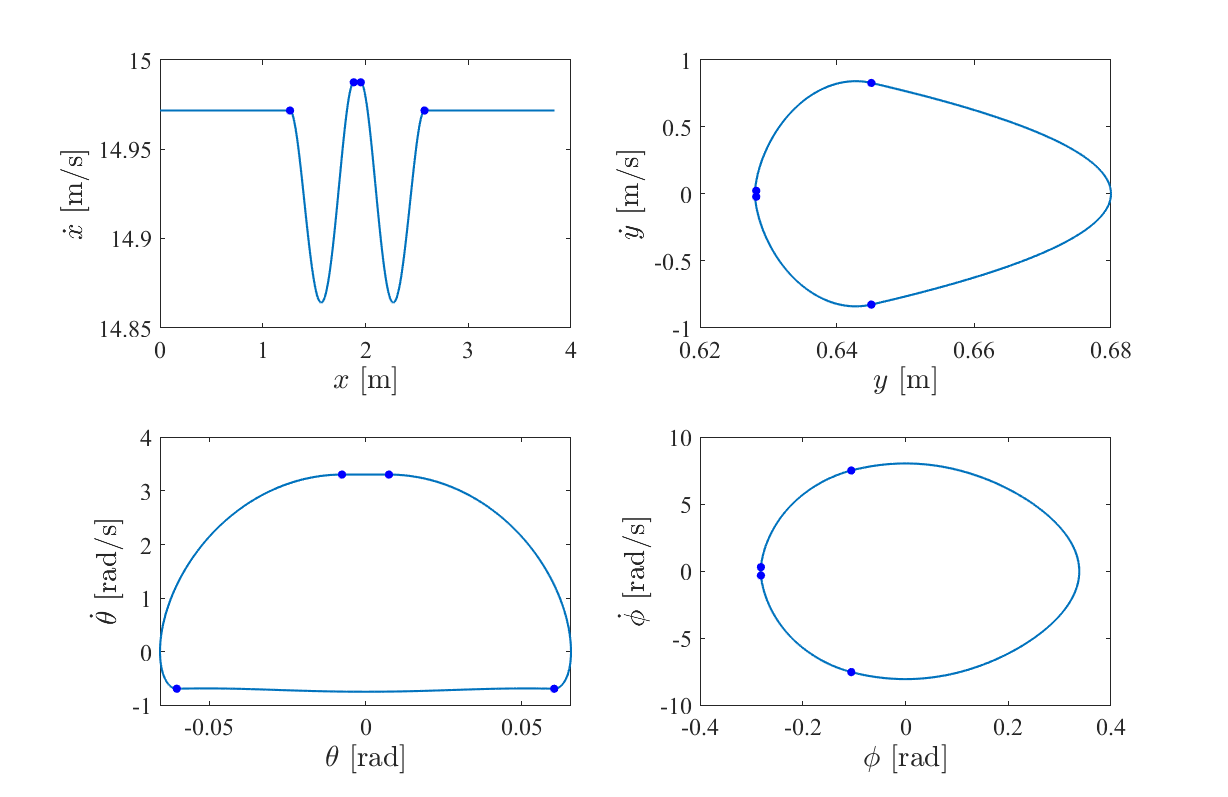 15
14.95
14.9
14.85
ẋ [m/s]
0 1 2 3 4
x [m]
1
0.5
0
-0.5
-1
ẏ [m/s]
0.62 0.64 0.66 0.68
y [m]
4
3
2
1
0
-1
θ̇ [rad/s]
-0.05 0 0.05
θ [rad]
10
5
0
-5
-10
ϕ̇ [rad/s]
-0.4 -0.2 0 0.2 0.4
ϕ [rad]